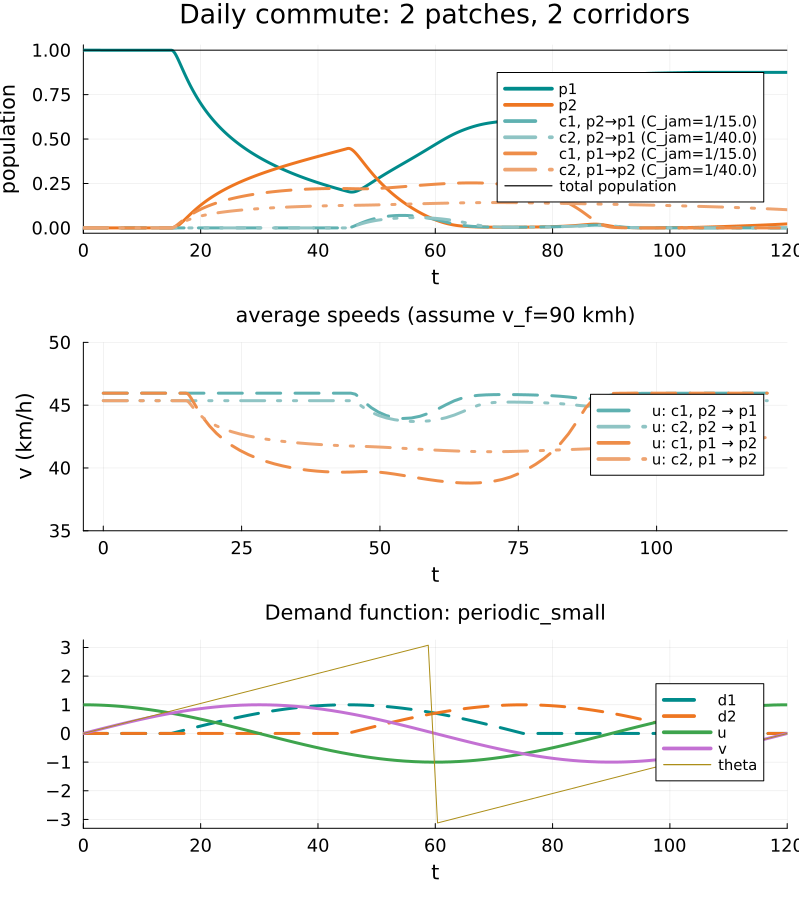 Daily commute: 2 patches, 2 corridors
population
1.00
0.75
0.50
0.25
0.00
p1
p2
c1, p2→p1 (C_jam=1/15.0)
c2, p2→p1 (C_jam=1/40.0)
c1, p1→p2 (C_jam=1/15.0)
c2, p1→p2 (C_jam=1/40.0)
total population
0 20 40 60 80 100 120
t
average speeds (assume v_f=90 kmh)
v (km/h)
50
45
40
35
u: c1, p2 → p1
u: c2, p2 → p1
u: c1, p1 → p2
u: c2, p1 → p2
0 25 50 75 100
t
Demand function: periodic_small
3
2
1
0
−1
−2
−3
d1
d2
u
v
theta
0 20 40 60 80 100 120
t